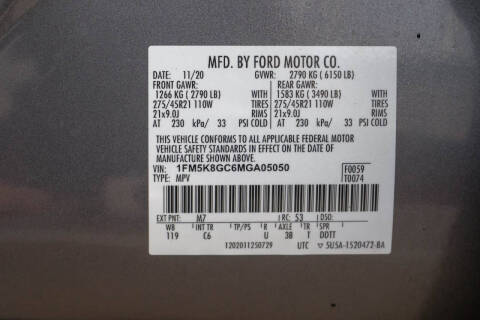 MFD. BY FORD MOTOR CO.
DATE: 11/20 GVWR: 2790 KG ( 6150 LB)
FRONT GAWR: REAR GAWR:
1266 KG ( 2790 LB) WITH 1583 KG ( 3490 LB) WITH
275/45R21 110W TIRES 275/45R21 110W TIRES
21x9.0J RIMS 21x9.0J RIMS
AT 230 kPa/ 33 PSI COLD AT 230 kPa/ 33 PSI COLD
THIS VEHICLE CONFORMS TO ALL APPLICABLE FEDERAL MOTOR
VEHICLE SAFETY STANDARDS IN EFFECT ON THE DATE OF
MANUFACTURE SHOWN ABOVE.
VIN: 1FM5K8GC6MGA05050 F0059
TYPE: MPV T0074
EXT PNT: M7 RC: 53 DSO:
WB INT TR TP/PS R AXLE TR SPR
119 C6 U 38 T DDTT
1202011250729 UTC 5U5A-1520472-BA